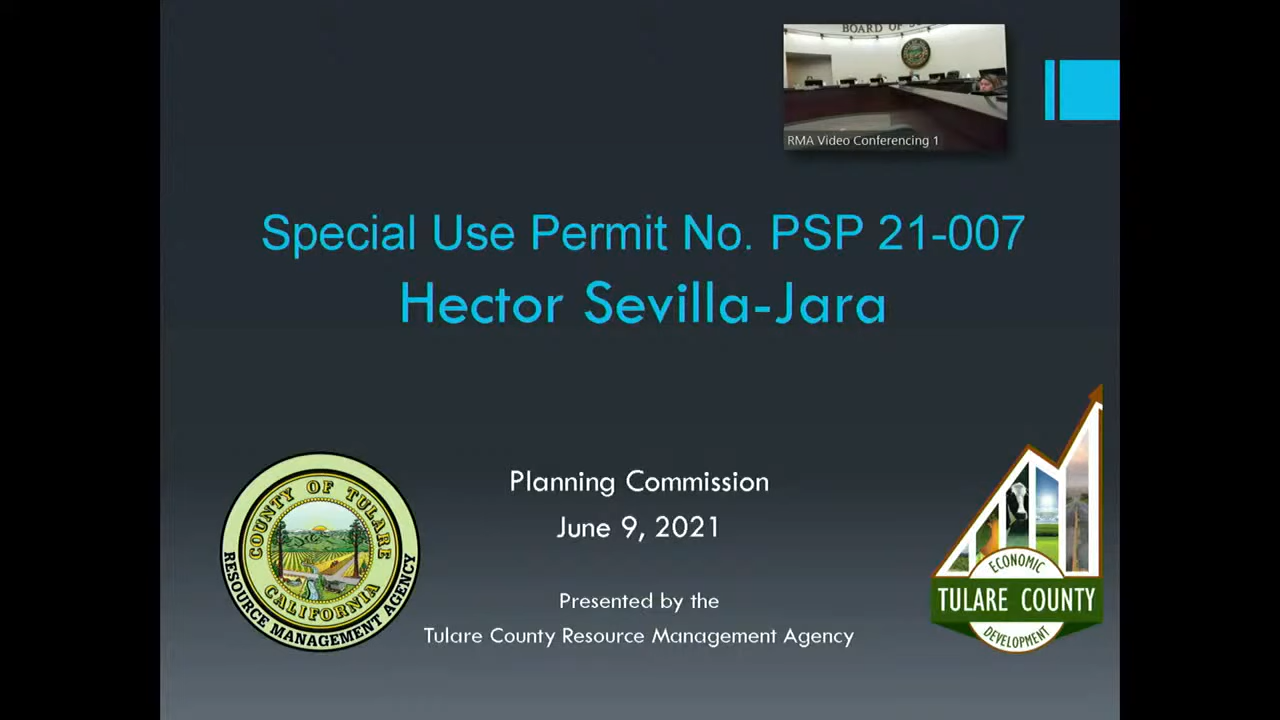 BOARD OF
RMA Video Conferencing 1
Special Use Permit No. PSP 21-007
Hector Sevilla-Jara
Planning Commission
June 9, 2021
Presented by the
Tulare County Resource Management Agency
COUNTY OF TULARE
CALIFORNIA
RESOURCE MANAGEMENT AGENCY
ECONOMIC
TULARE COUNTY
DEVELOPMENT